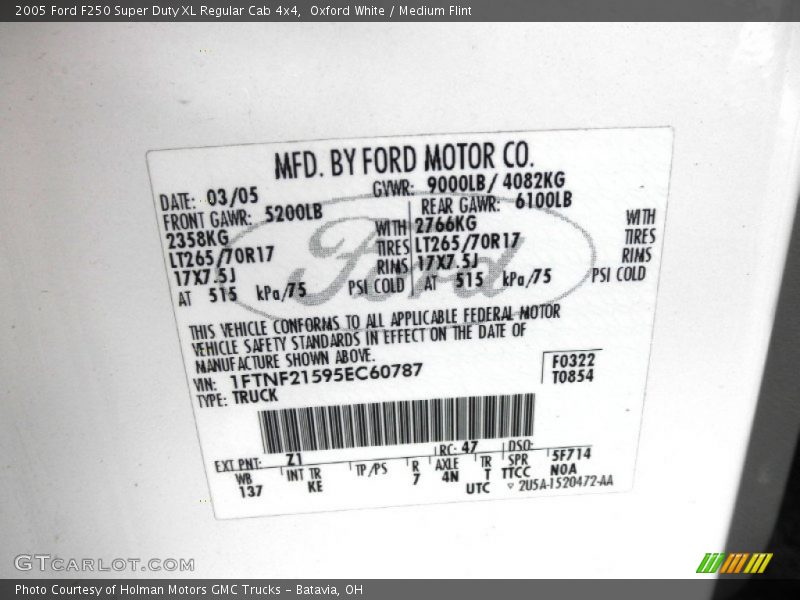 2005 Ford F250 Super Duty XL Regular Cab 4x4, Oxford White / Medium Flint
MFD. BY FORD MOTOR CO.
DATE: 03/05 GVWR: 9000LB/ 4082KG
FRONT GAWR: 5200LB REAR GAWR: 6100LB
2358KG WITH 2766KG WITH
LT265/70R17 TIRES LT265/70R17 TIRES
17X7.5J RIMS 17X7.5J RIMS
AT 515 kPa/75 PSI COLD AT 515 kPa/75 PSI COLD
Ford
THIS VEHICLE CONFORMS TO ALL APPLICABLE FEDERAL MOTOR
VEHICLE SAFETY STANDARDS IN EFFECT ON THE DATE OF
MANUFACTURE SHOWN ABOVE.
VIN: 1FTNF21595EC60787 F0322
TYPE: TRUCK T0854
EXT PNT: Z1 RC: 47 DSO:
WB INT TR TP/PS R AXLE TR SPR 5F714
137 KE 7 4N T TTCC N0A
UTC ▽ 2U5A-1520472-AA
GTCARLOT.COM
Photo Courtesy of Holman Motors GMC Trucks - Batavia, OH